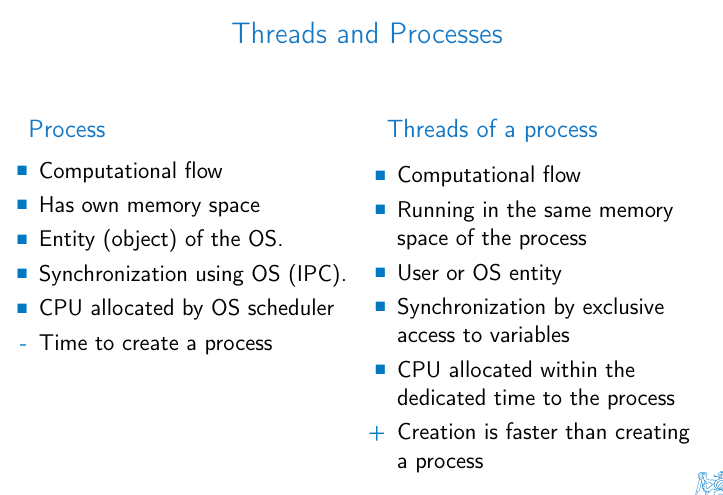 Threads and Processes
Process
■ Computational flow
■ Has own memory space
■ Entity (object) of the OS.
■ Synchronization using OS (IPC).
■ CPU allocated by OS scheduler
- Time to create a process
Threads of a process
■ Computational flow
■ Running in the same memory
space of the process
■ User or OS entity
■ Synchronization by exclusive
access to variables
■ CPU allocated within the
dedicated time to the process
+ Creation is faster than creating
a process